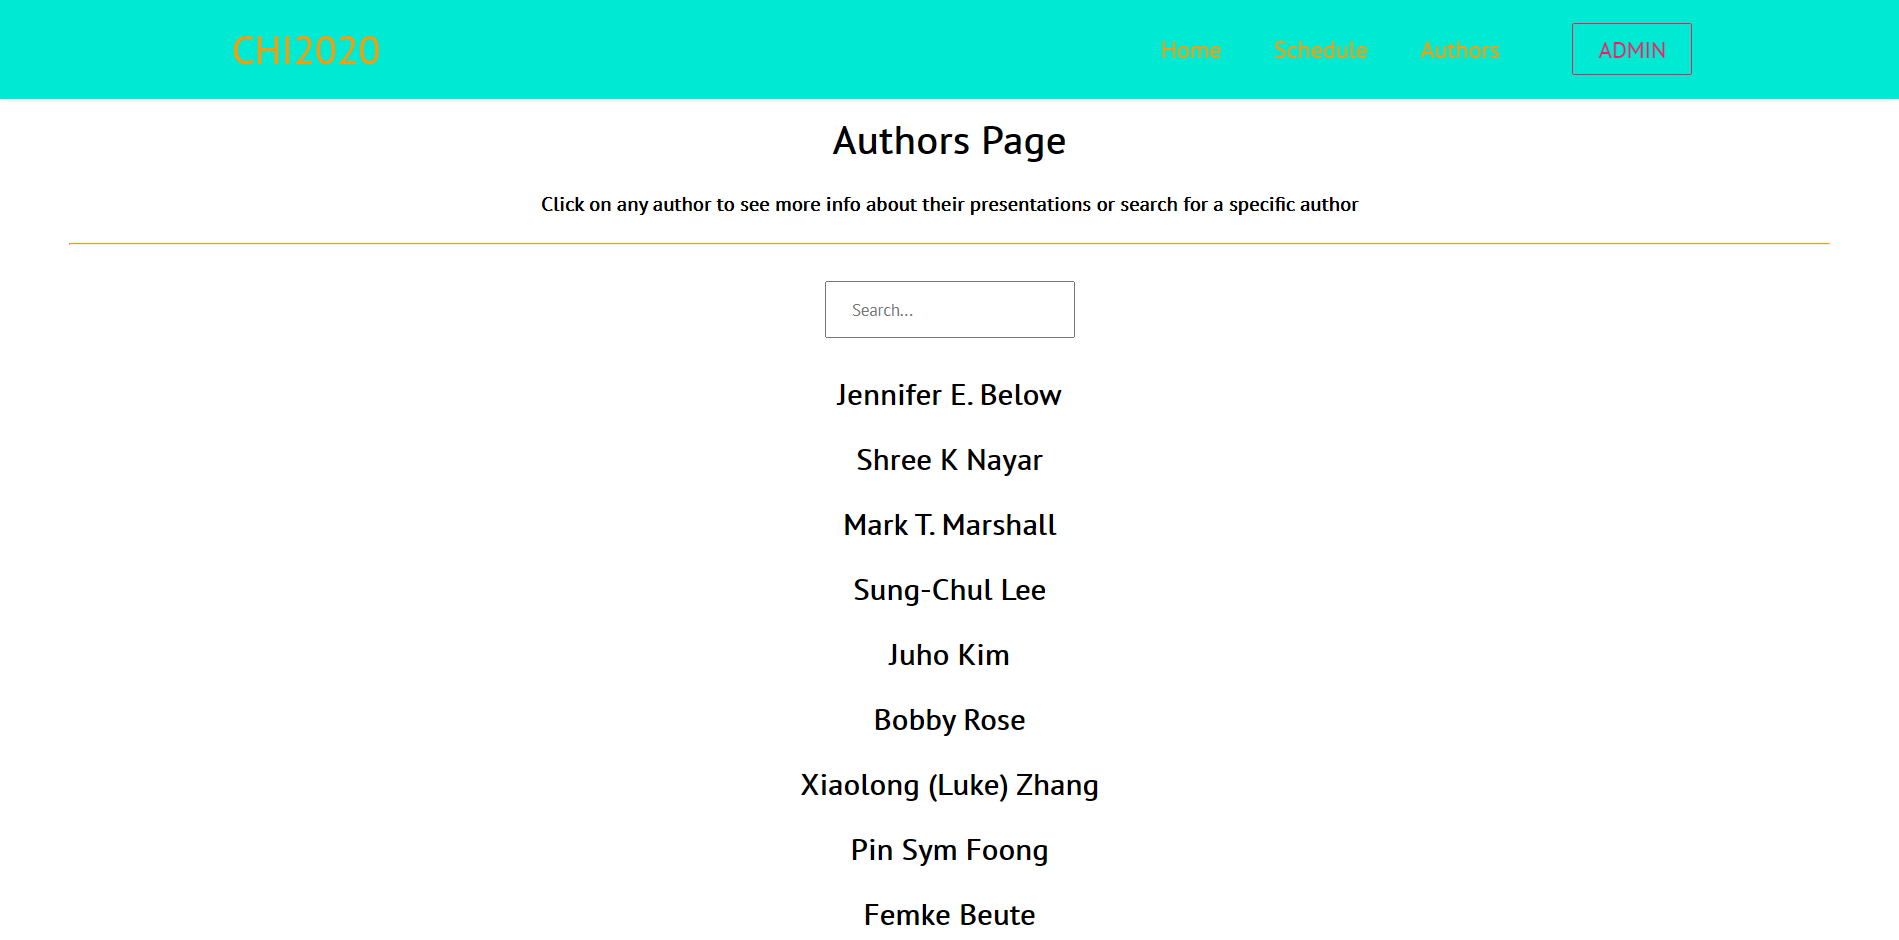 CHI2020
Home Schedule Authors ADMIN
Authors Page
Click on any author to see more info about their presentations or search for a specific author
Search...
Jennifer E. Below
Shree K Nayar
Mark T. Marshall
Sung-Chul Lee
Juho Kim
Bobby Rose
Xiaolong (Luke) Zhang
Pin Sym Foong
Femke Beute